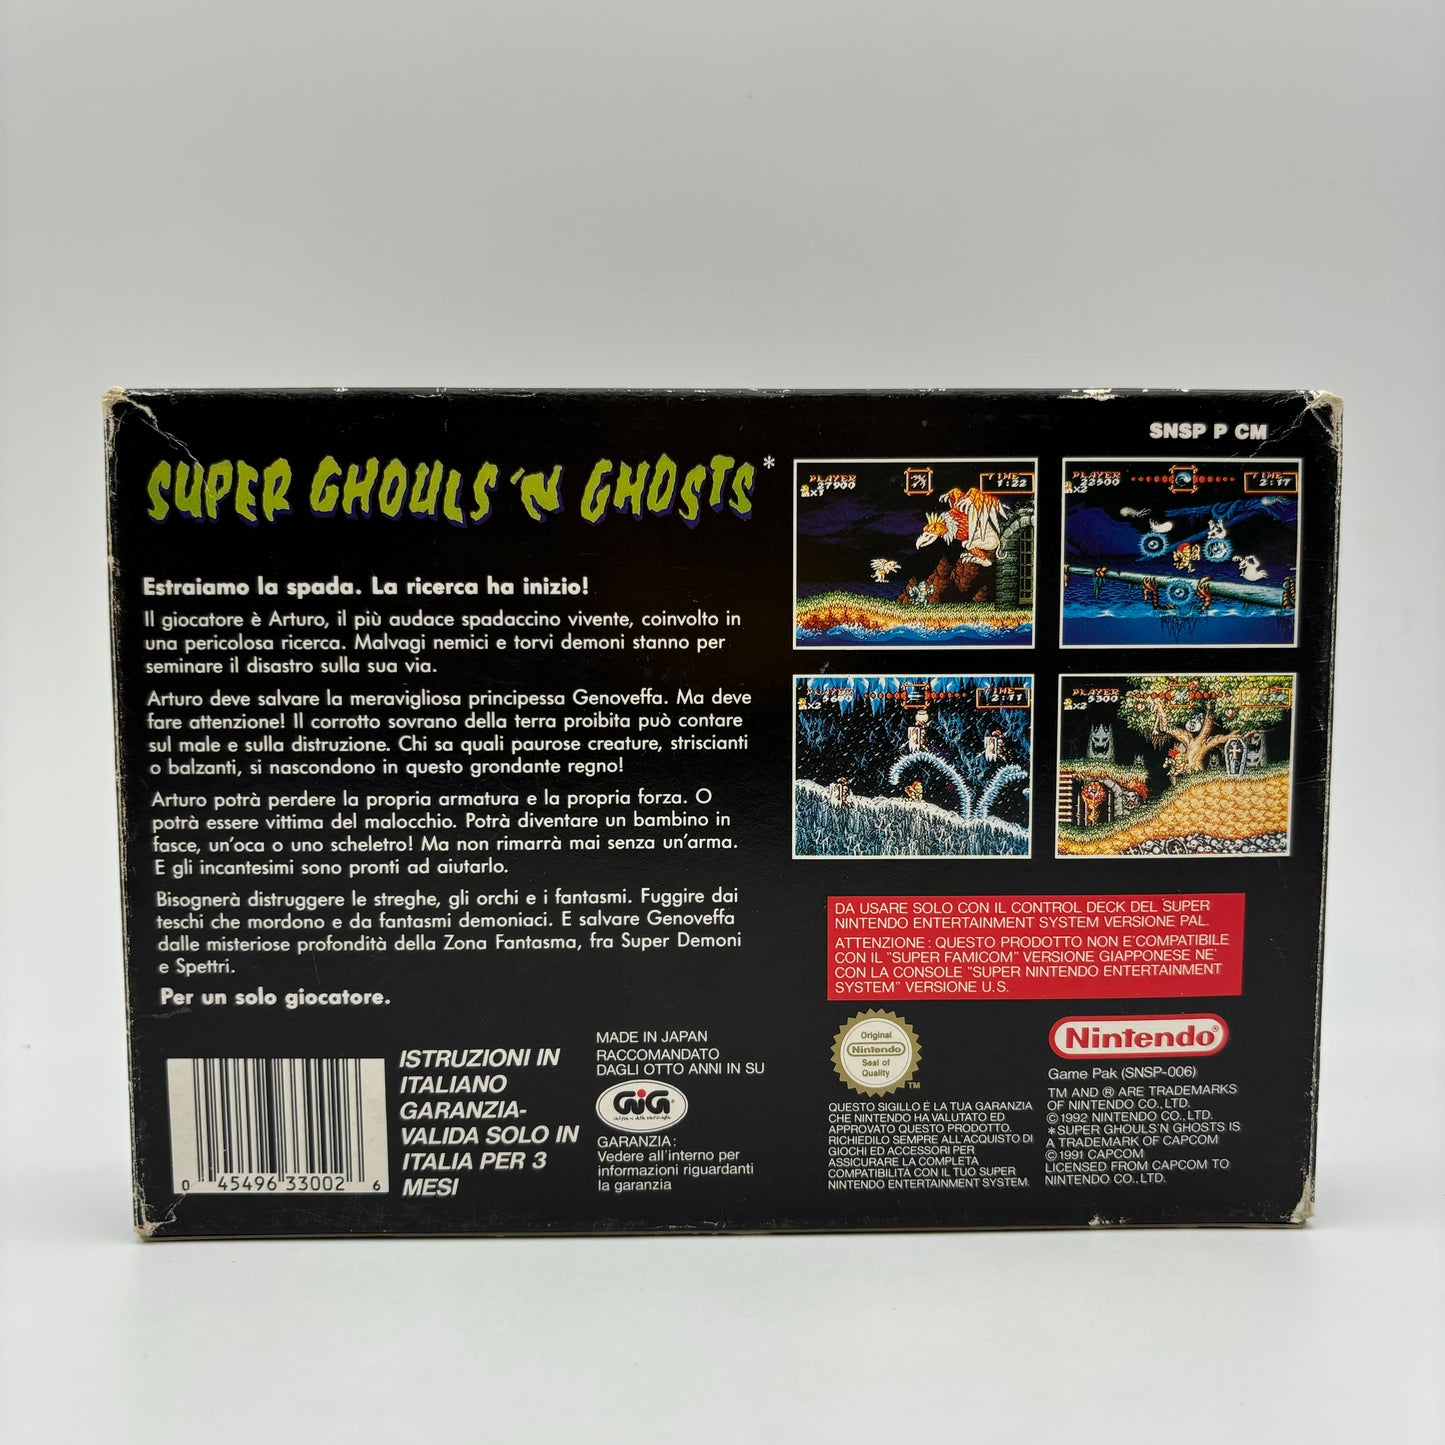 SNSP P CM
SUPER GHOULS 'N GHOSTS*
Estraiamo la spada. La ricerca ha inizio!
Il giocatore è Arturo, il più audace spadaccino vivente, coinvolto in
una pericolosa ricerca. Malvagi nemici e torvi demoni stanno per
seminare il disastro sulla sua via.
Arturo deve salvare la meravigliosa principessa Genoveffa. Ma deve
fare attenzione! Il corrotto sovrano della terra proibita può contare
sul male e sulla distruzione. Chi sa quali paurose creature, striscianti
o balzanti, si nascondono in questo grondante regno!
Arturo potrà perdere la propria armatura e la propria forza. O
potrà essere vittima del malocchio. Potrà diventare un bambino in
fasce, un'oca o uno scheletro! Ma non rimarrà mai senza un'arma.
E gli incantesimi sono pronti ad aiutarlo.
Bisognerà distruggere le streghe, gli orchi e i fantasmi. Fuggire dai
teschi che mordono e da fantasmi demoniaci. E salvare Genoveffa
dalle misteriose profondità della Zona Fantasma, fra Super Demoni
e Spettri.
Per un solo giocatore.
PLAYER TIME
27900 1:22
x1
PLAYER TIME
22500 2:17
x2
PLAYER TIME
5600 2:41
x2
PLAYER TIME
5300
x2
DA USARE SOLO CON IL CONTROL DECK DEL SUPER
NINTENDO ENTERTAINMENT SYSTEM VERSIONE PAL.
ATTENZIONE: QUESTO PRODOTTO NON E'COMPATIBILE
CON IL "SUPER FAMICOM" VERSIONE GIAPPONESE NE'
CON LA CONSOLE "SUPER NINTENDO ENTERTAINMENT
SYSTEM" VERSIONE U.S.
0 45496 33002 6
ISTRUZIONI IN
ITALIANO
GARANZIA-
VALIDA SOLO IN
ITALIA PER 3
MESI
MADE IN JAPAN
RACCOMANDATO
DAGLI OTTO ANNI IN SU
GiG
GARANZIA:
Vedere all'interno per
informazioni riguardanti
la garanzia
Original
Nintendo
Seal of
Quality
TM
QUESTO SIGILLO È LA TUA GARANZIA
CHE NINTENDO HA VALUTATO ED
APPROVATO QUESTO PRODOTTO.
RICHIEDILO SEMPRE ALL'ACQUISTO DI
GIOCHI ED ACCESSORI PER
ASSICURARE LA COMPLETA
COMPATIBILITÀ CON IL TUO SUPER
NINTENDO ENTERTAINMENT SYSTEM.
Nintendo®
Game Pak (SNSP-006)
TM AND ® ARE TRADEMARKS
OF NINTENDO CO., LTD.
© 1992 NINTENDO CO., LTD.
*SUPER GHOULS'N GHOSTS IS
A TRADEMARK OF CAPCOM
© 1991 CAPCOM
LICENSED FROM CAPCOM TO
NINTENDO CO., LTD.